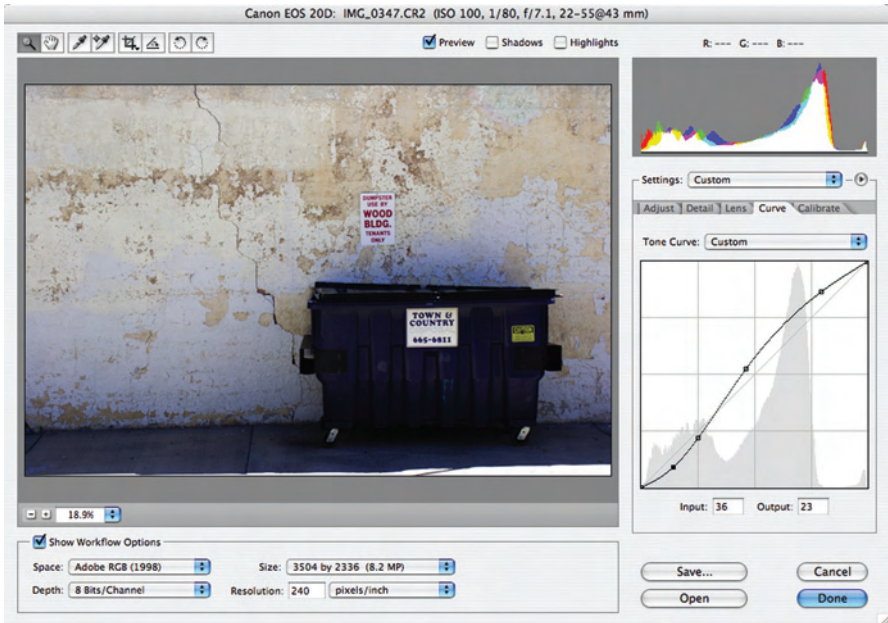 Canon EOS 20D: IMG_0347.CR2 (ISO 100, 1/80, f/7.1, 22-55@43 mm)
Preview Shadows Highlights
R: --- G: --- B: ---
Settings: Custom
Adjust Detail Lens Curve Calibrate
Tone Curve: Custom
DUMPSTER
USE BY
WOOD
BLDG.
TENANTS
ONLY
TOWN &
COUNTRY
665-6811
Input: 36 Output: 23
18.9%
Show Workflow Options
Space: Adobe RGB (1998) Size: 3504 by 2336 (8.2 MP)
Depth: 8 Bits/Channel Resolution: 240 pixels/inch
Save... Cancel
Open Done